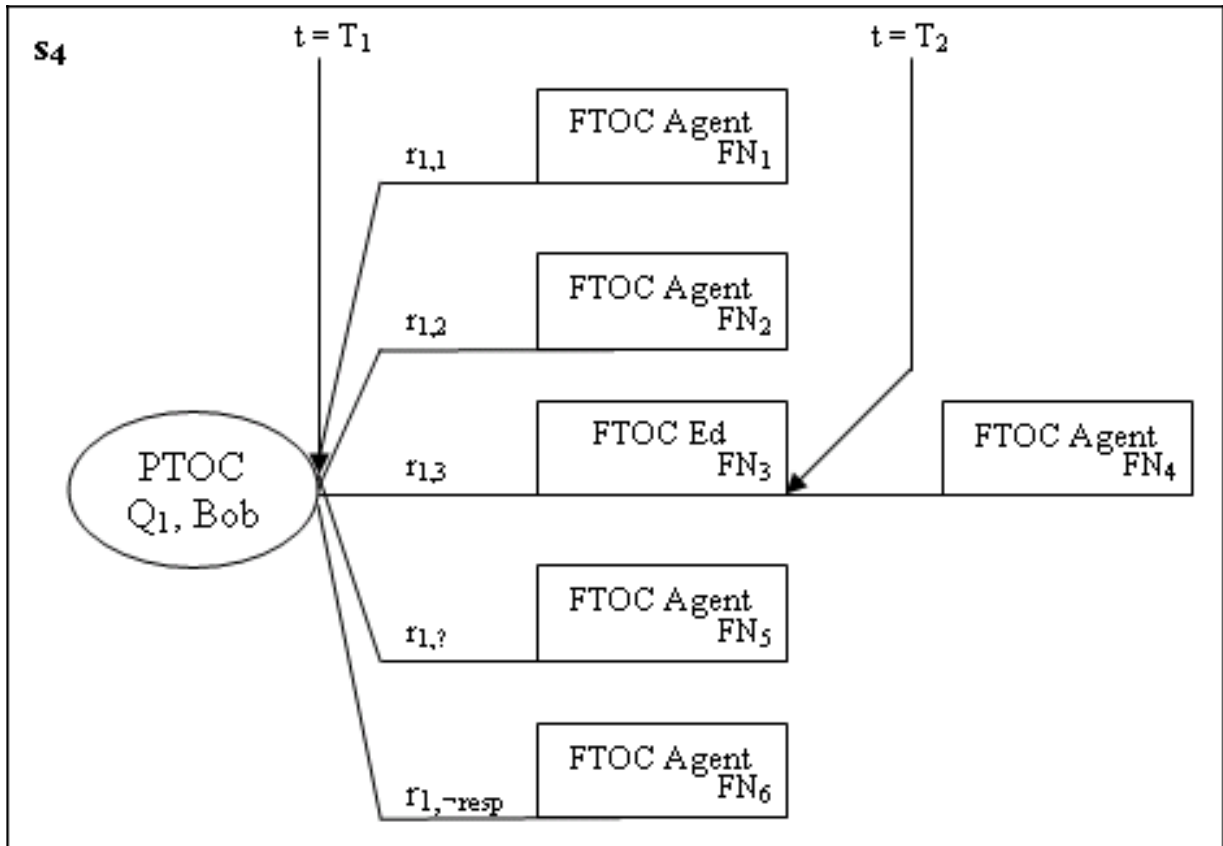 s₄
t = T₁
t = T₂
FTOC Agent
FN₁
r₁,₁
FTOC Agent
FN₂
r₁,₂
PTOC
Q₁, Bob
r₁,₃
FTOC Ed
FN₃
FTOC Agent
FN₄
FTOC Agent
FN₅
r₁,?
FTOC Agent
FN₆
r₁,¬resp